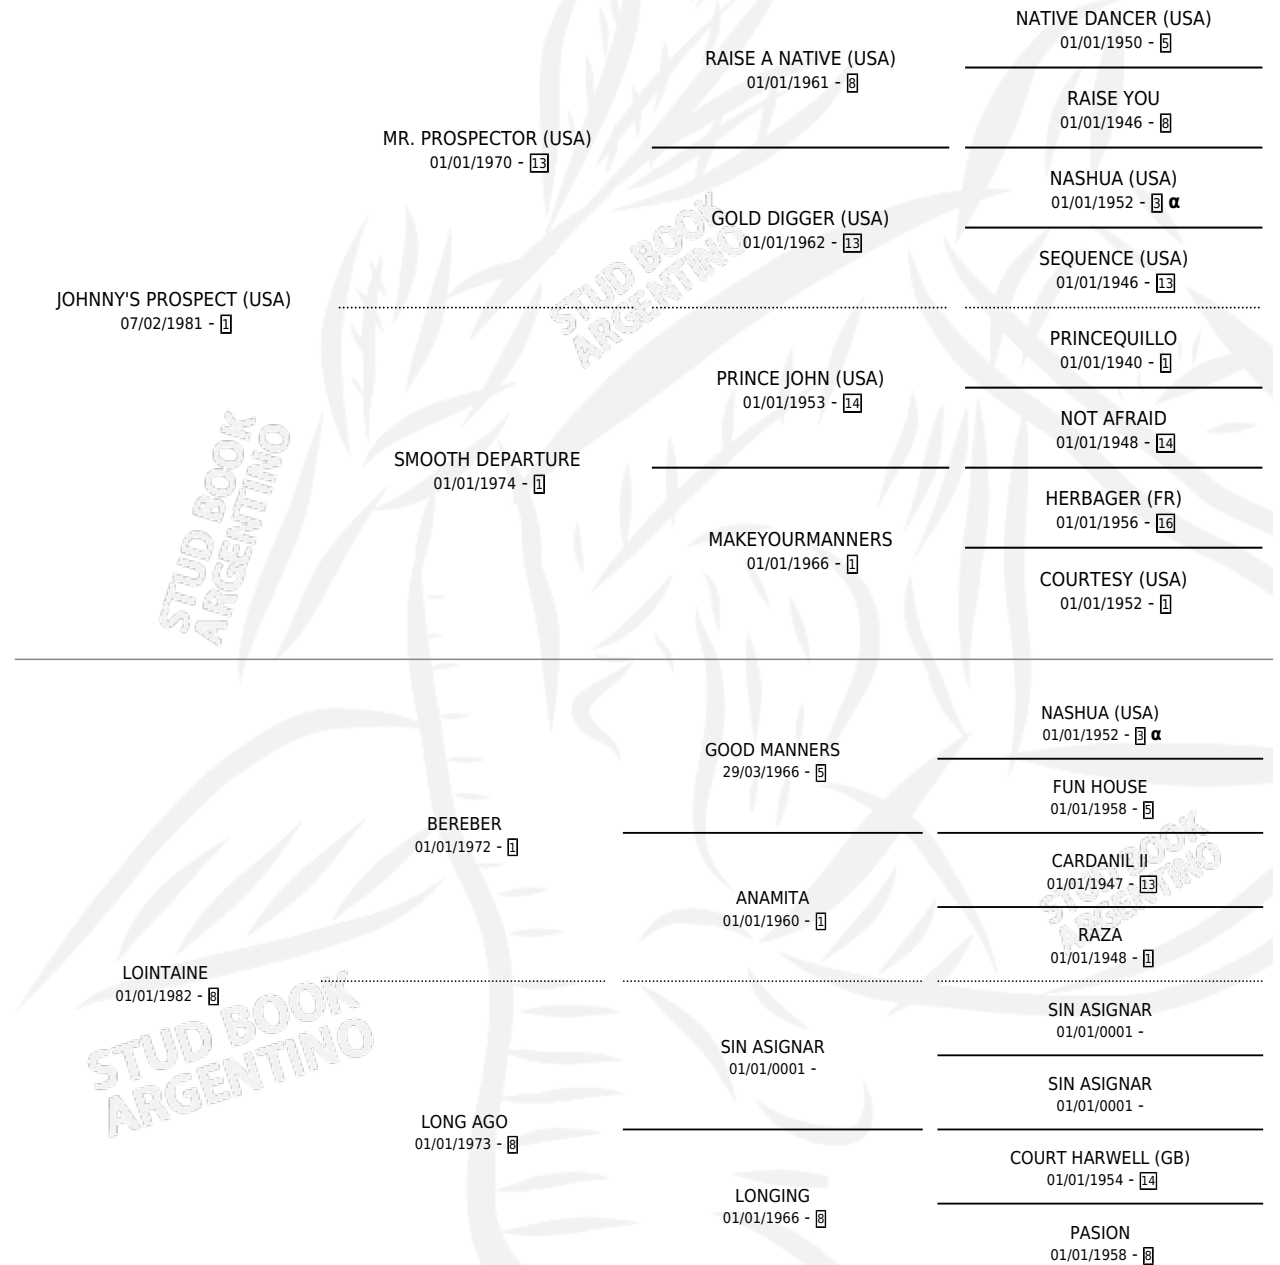 NATIVE DANCER (USA)
01/01/1950 - 5
RAISE A NATIVE (USA)
01/01/1961 - 8
RAISE YOU
01/01/1946 - 8
MR. PROSPECTOR (USA)
01/01/1970 - 13
NASHUA (USA)
01/01/1952 - 3 α
GOLD DIGGER (USA)
01/01/1962 - 13
SEQUENCE (USA)
01/01/1946 - 13
JOHNNY'S PROSPECT (USA)
07/02/1981 - 1
PRINCEQUILLO
01/01/1940 - 1
PRINCE JOHN (USA)
01/01/1953 - 14
NOT AFRAID
01/01/1948 - 14
SMOOTH DEPARTURE
01/01/1974 - 1
HERBAGER (FR)
01/01/1956 - 16
MAKEYOURMANNERS
01/01/1966 - 1
COURTESY (USA)
01/01/1952 - 1
NASHUA (USA)
01/01/1952 - 3 α
GOOD MANNERS
29/03/1966 - 5
FUN HOUSE
01/01/1958 - 5
BEREBER
01/01/1972 - 1
CARDANIL II
01/01/1947 - 13
ANAMITA
01/01/1960 - 1
RAZA
01/01/1948 - 1
LOINTAINE
01/01/1982 - 8
SIN ASIGNAR
01/01/0001 -
SIN ASIGNAR
01/01/0001 -
SIN ASIGNAR
01/01/0001 -
LONG AGO
01/01/1973 - 8
COURT HARWELL (GB)
01/01/1954 - 14
LONGING
01/01/1966 - 8
PASION
01/01/1958 - 8
STUD BOOK
ARGENTINO
STUD BOOK
ARGENTINO
STUD BOOK
ARGENTINO
STUD BOOK
ARGENTINO